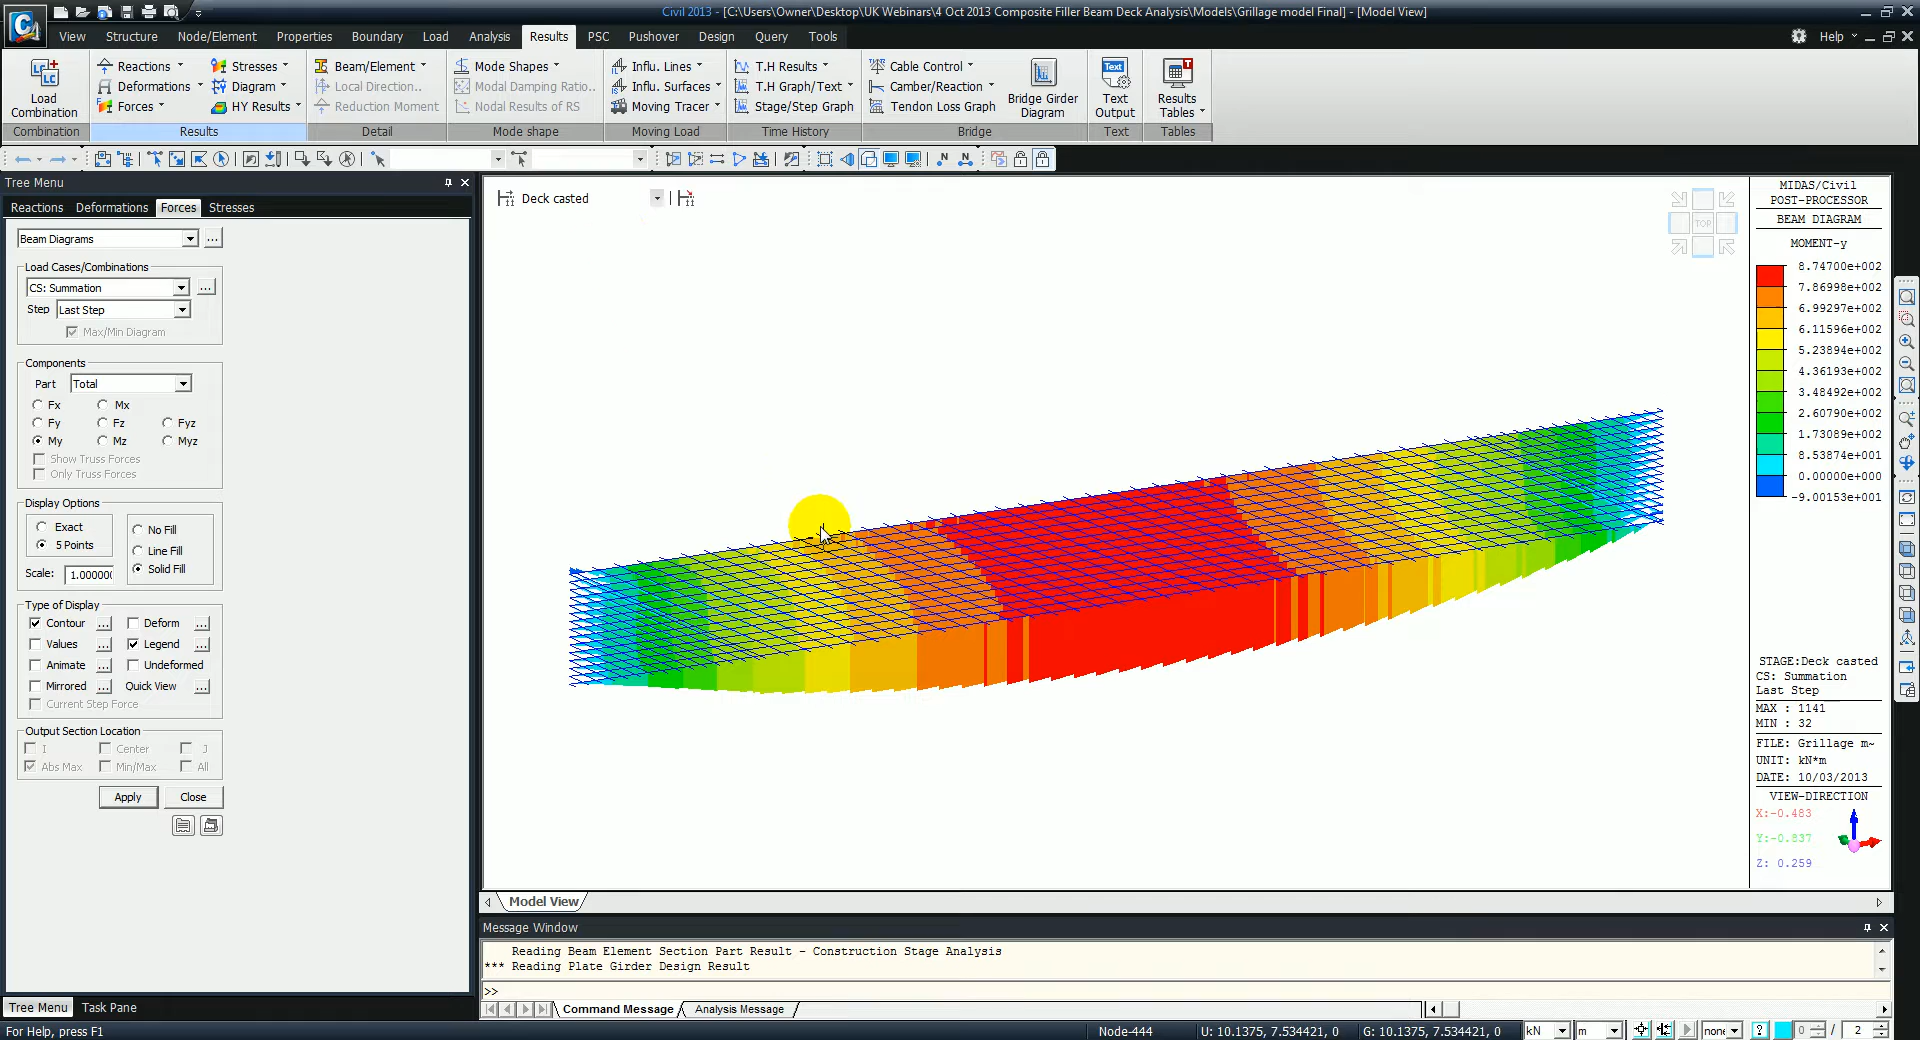 Civil 2013 - [C:\Users\Owner\Desktop\UK Webinars\4 Oct 2013 Composite Filler Beam Deck Analysis\Models\Grillage model Final] - [Model View]
View Structure Node/Element Properties Boundary Load Analysis Results PSC Pushover Design Query Tools Help
Load Combination
Reactions
Deformations
Forces
Stresses
Diagram
HY Results
Beam/Element
Local Direction..
Reduction Moment
Mode Shapes
Modal Damping Ratio..
Nodal Results of RS
Influ. Lines
Influ. Surfaces
Moving Tracer
T.H Results
T.H Graph/Text
Stage/Step Graph
Cable Control
Camber/Reaction
Tendon Loss Graph
Bridge Girder Diagram
Text
Text Output
T
Results Tables
Combination Results Detail Mode shape Moving Load Time History Bridge Text Tables
Tree Menu
Reactions Deformations Forces Stresses
Beam Diagrams
...
Load Cases/Combinations
CS: Summation
...
Step Last Step
Max/Min Diagram
Components
Part Total
Fx Mx
Fy Fz Fyz
My Mz Myz
Show Truss Forces
Only Truss Forces
Display Options
Exact
5 Points
No Fill
Line Fill
Solid Fill
Scale: 1.00000
Type of Display
Contour ... Deform ...
Values ... Legend ...
Animate ... Undeformed
Mirrored ... Quick View ...
Current Step Force
Output Section Location
I Center J
Abs Max Min/Max All
Apply Close
Tree Menu Task Pane
Deck casted
TOP
MIDAS/Civil
POST-PROCESSOR
BEAM DIAGRAM
MOMENT-y
8.74700e+002
7.86998e+002
6.99297e+002
6.11596e+002
5.23894e+002
4.36193e+002
3.48492e+002
2.60790e+002
1.73089e+002
8.53874e+001
0.00000e+000
-9.00153e+001
STAGE:Deck casted
CS: Summation
Last Step
MAX : 1141
MIN : 32
FILE: Grillage m~
UNIT: kN*m
DATE: 10/03/2013
VIEW-DIRECTION
X:-0.483
Y:-0.837
Z: 0.259
Model View
Message Window
Reading Beam Element Section Part Result - Construction Stage Analysis
*** Reading Plate Girder Design Result
>>
Command Message Analysis Message
For Help, press F1
Node-444
U: 10.1375, 7.534421, 0
G: 10.1375, 7.534421, 0
kN
m
none
?
0
/
2